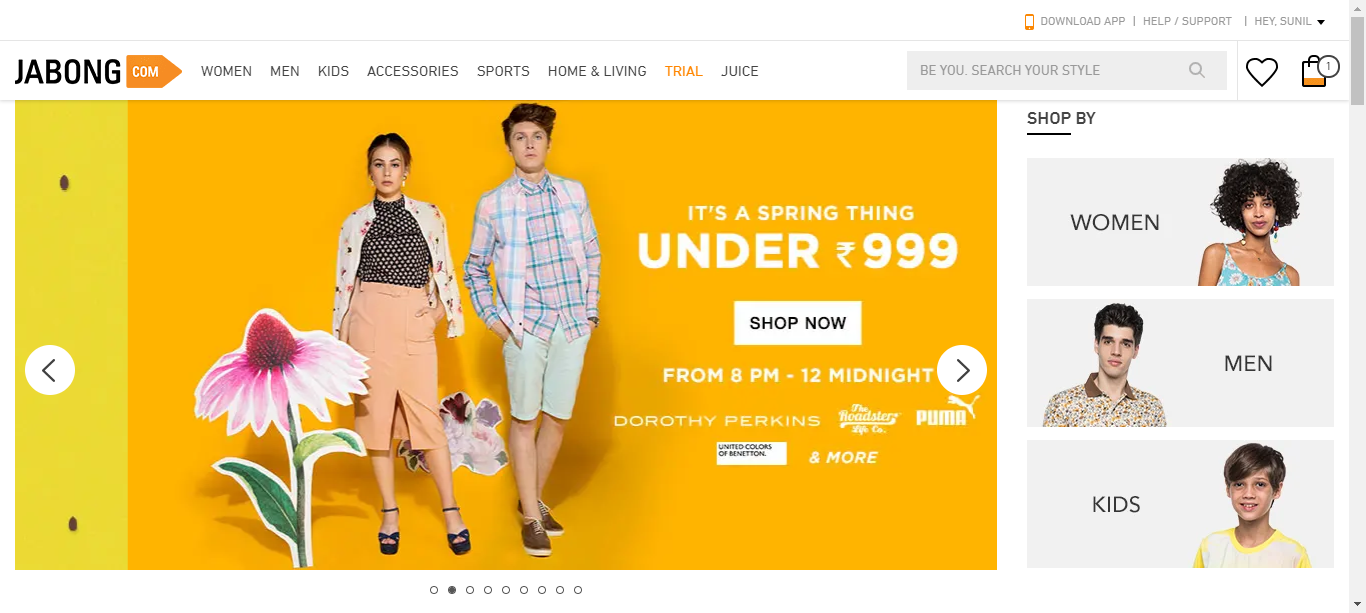 DOWNLOAD APP | HELP / SUPPORT | HEY, SUNIL
JABONG COM
WOMEN MEN KIDS ACCESSORIES SPORTS HOME & LIVING TRIAL JUICE
BE YOU. SEARCH YOUR STYLE
1
IT'S A SPRING THING
UNDER ₹ 999
SHOP NOW
FROM 8 PM - 12 MIDNIGHT
DOROTHY PERKINS
The
Roadster
Life Co.
PUMA
UNITED COLORS
OF BENETTON.
& MORE
SHOP BY
WOMEN
MEN
KIDS